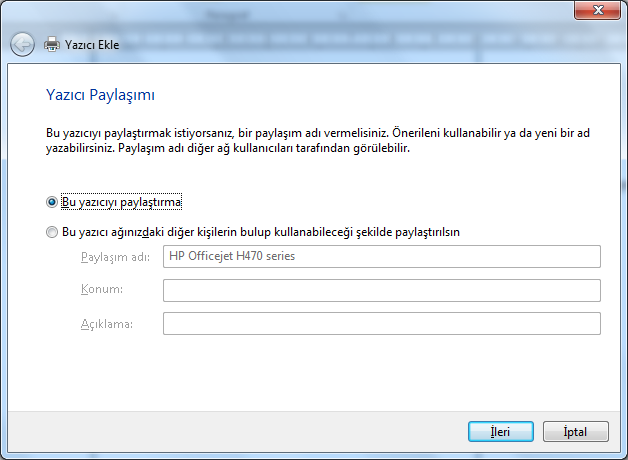 Yazıcı Ekle
Yazıcı Paylaşımı
Bu yazıcıyı paylaştırmak istiyorsanız, bir paylaşım adı vermelisiniz. Önerileni kullanabilir ya da yeni bir ad
yazabilirsiniz. Paylaşım adı diğer ağ kullanıcıları tarafından görülebilir.
Bu yazıcıyı paylaştırma
Bu yazıcı ağınızdaki diğer kişilerin bulup kullanabileceği şekilde paylaştırılsın
Paylaşım adı: HP Officejet H470 series
Konum:
Açıklama:
İleri İptal